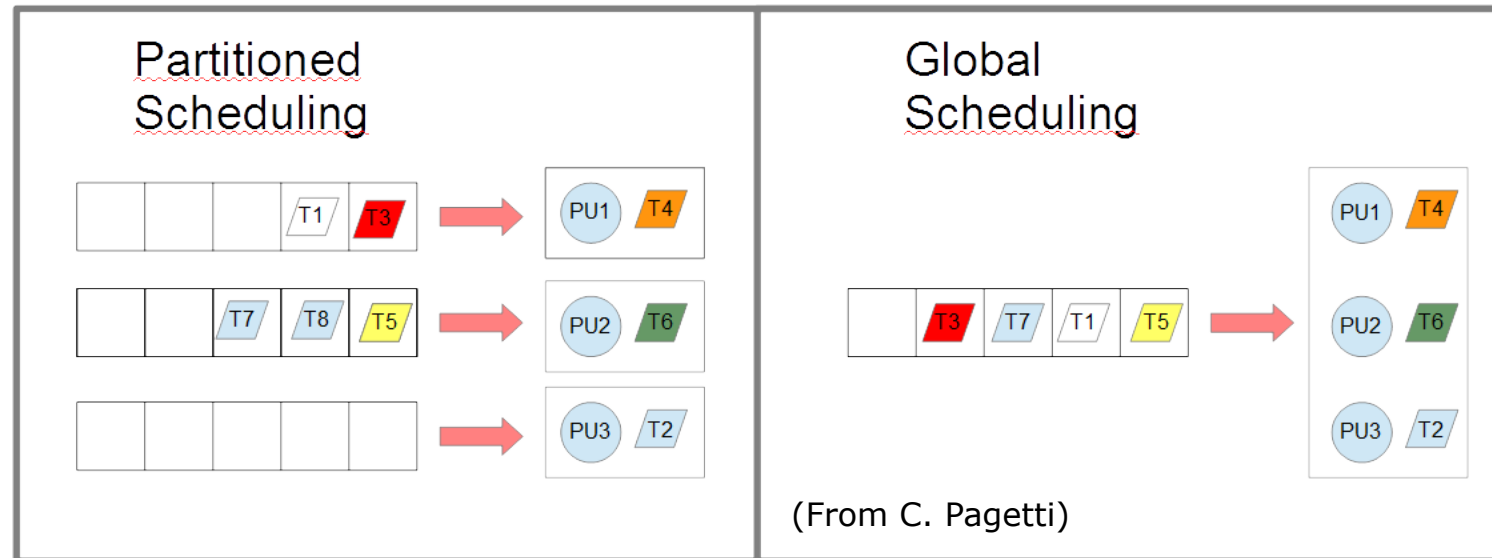 Partitioned
Scheduling
T1 T3 PU1 T4
T7 T8 T5 PU2 T6
PU3 T2
Global
Scheduling
PU1 T4
T3 T7 T1 T5 PU2 T6
PU3 T2
(From C. Pagetti)